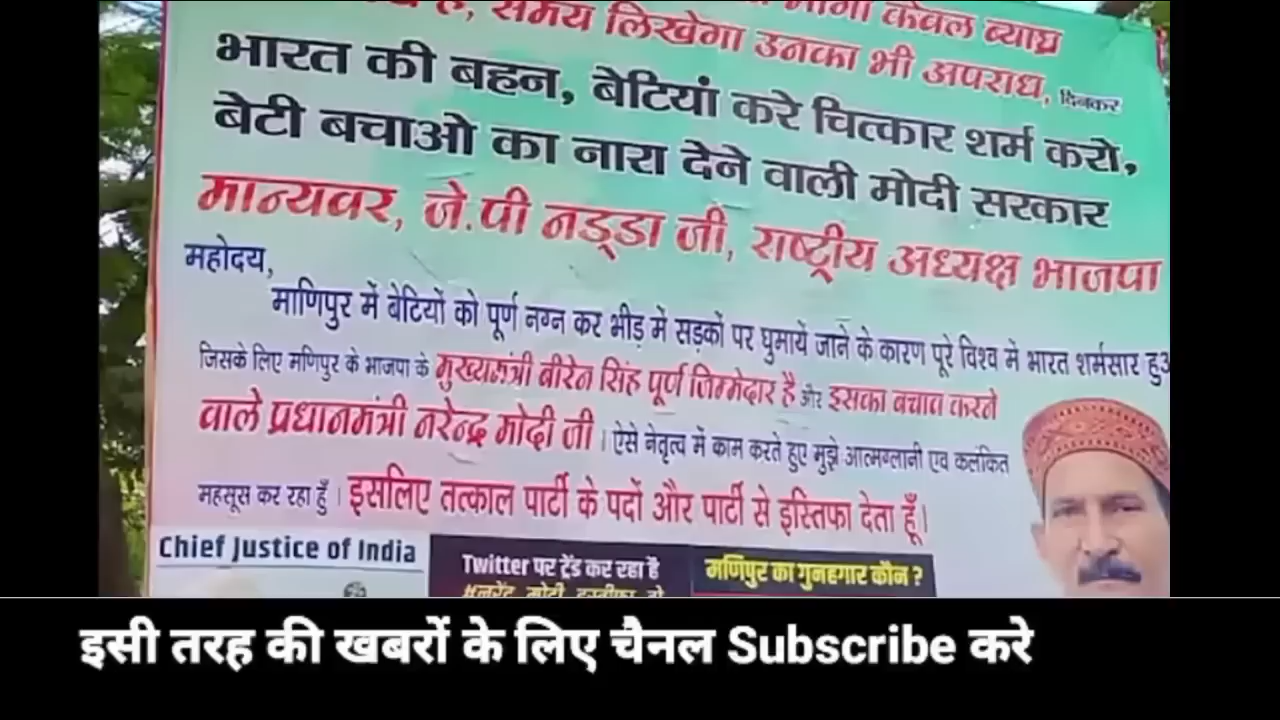 केवल व्याघ्र
है, समय लिखेगा उनका भी अपराध, दिनकर
भारत की बहन, बेटियां करे चित्कार शर्म करो,
बेटी बचाओ का नारा देने वाली मोदी सरकार
मान्यवर, जे.पी नड्डा जी, राष्ट्रीय अध्यक्ष भाजपा
महोदय,
माणिपुर में बेटियों को पूर्ण नग्न कर भीड़ में सड़कों पर घुमायें जाने के कारण पूरे विश्व में भारत शर्मसार
जिसके लिए मणिपुर के भाजपा के मुख्यमंत्री बीरेन सिंह पूर्ण जिम्मेदार है और इसका बचाव करने
वाले प्रधानमंत्री नरेन्द्र मोदी जी । ऐसे नेतृत्व में काम करते हुए मुझे आत्मग्लानी एव कलंकित
महसूस कर रहा हूँ । इसलिए तत्काल पार्टी के पदों और पार्टी से इस्तिफा देता हूँ।
Chief Justice of India
Twitter पर ट्रेंड कर रहा है
मणिपुर का गुनहगार कौन ?
इसी तरह की खबरों के लिए चैनल Subscribe करे